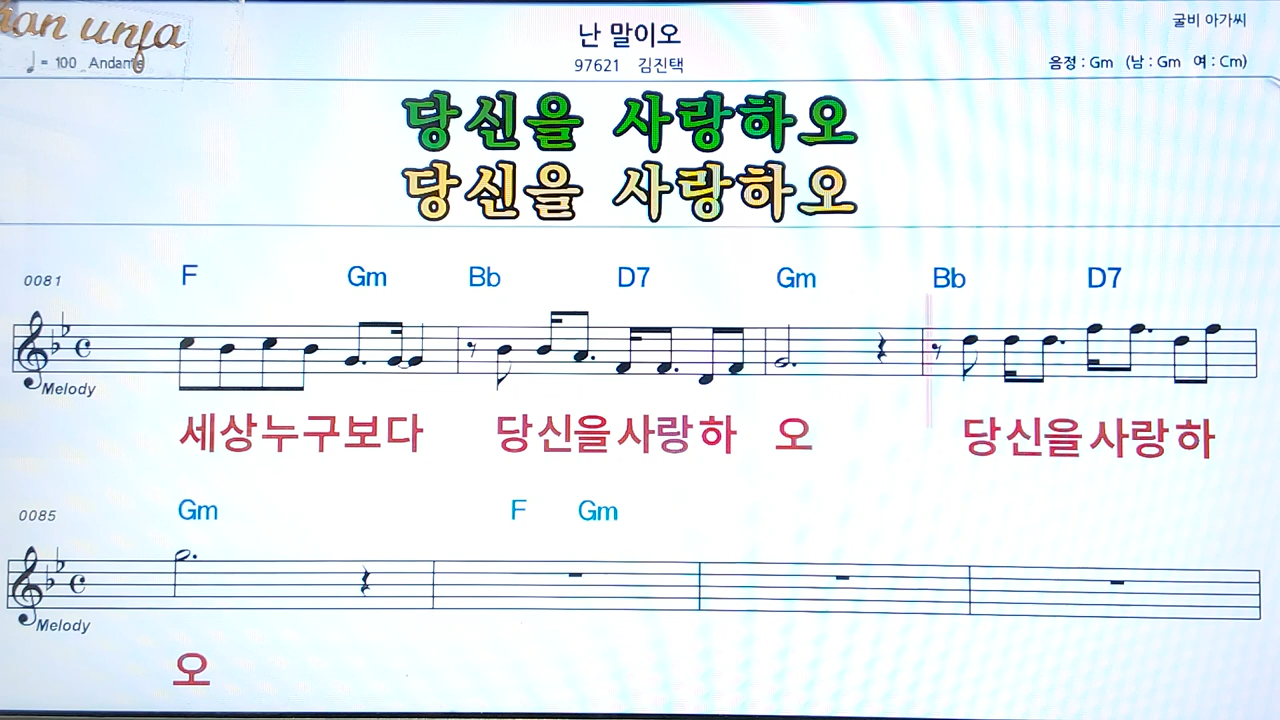 굴비 아가씨
난 말이오
♩ = 100 Andante
97621 김진택
음정 : Gm (남 : Gm 여 : Cm)
당신을 사랑하오
당신을 사랑하오
0081 F Gm Bb D7 Gm Bb D7
Melody
세상누구보다 당신을사랑하 오 당신을사랑하
0085 Gm F Gm
Melody
오